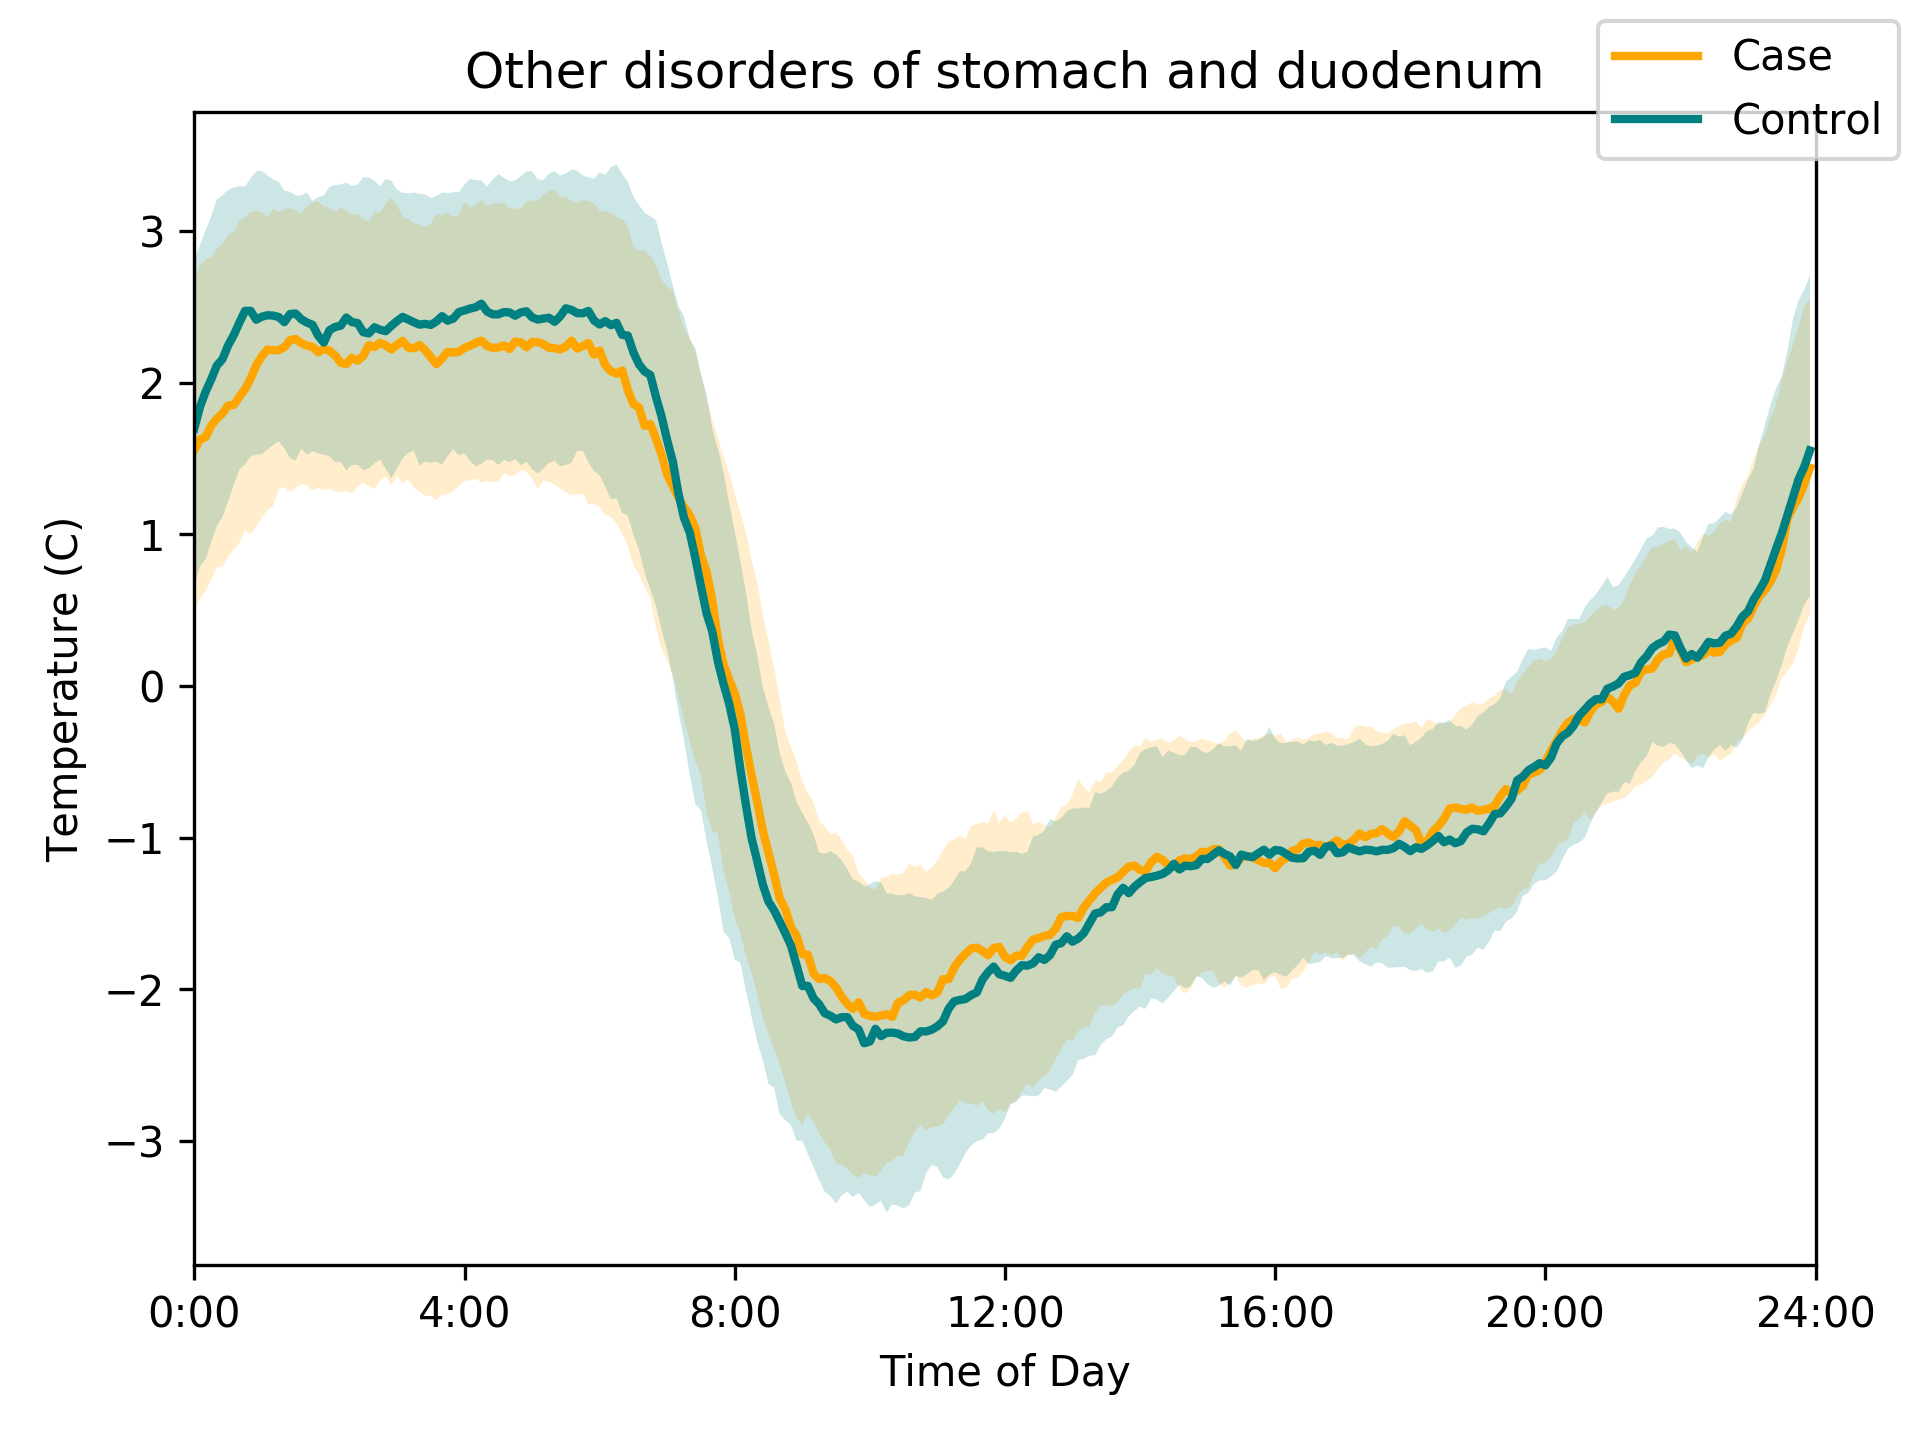 Other disorders of stomach and duodenum
Case
Control
Temperature (C)
3
2
1
0
−1
−2
−3
0:00 4:00 8:00 12:00 16:00 20:00 24:00
Time of Day